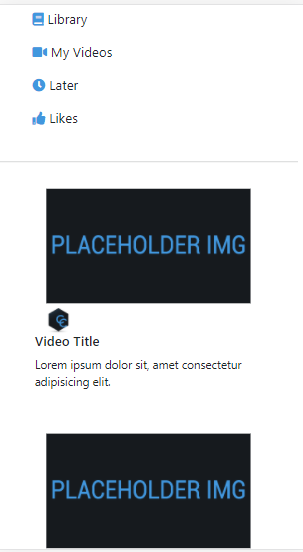 Library
My Videos
Later
Likes
PLACEHOLDER IMG
Video Title
Lorem ipsum dolor sit, amet consectetur
adipisicing elit.
PLACEHOLDER IMG